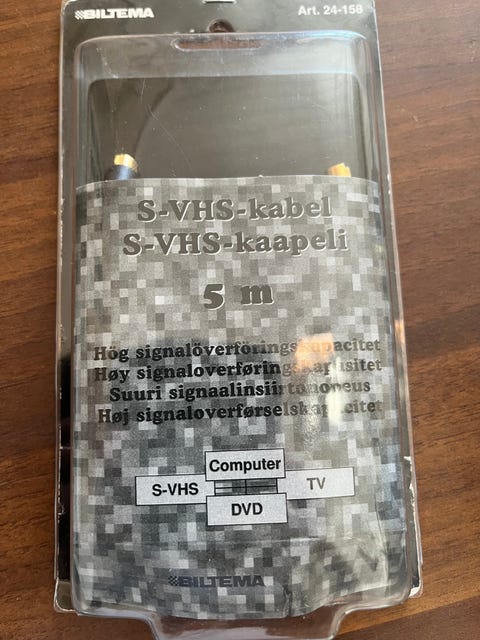 BILTEMA Art. 24-158
S-VHS-kabel
S-VHS-kaapeli
5 m
Hög signalöverföringskapacitet
Høy signaloverføringskapasitet
Suuri signaalinsiirtonopeus
Høj signaloverførselskapacitet
Computer
S-VHS TV
DVD
BILTEMA